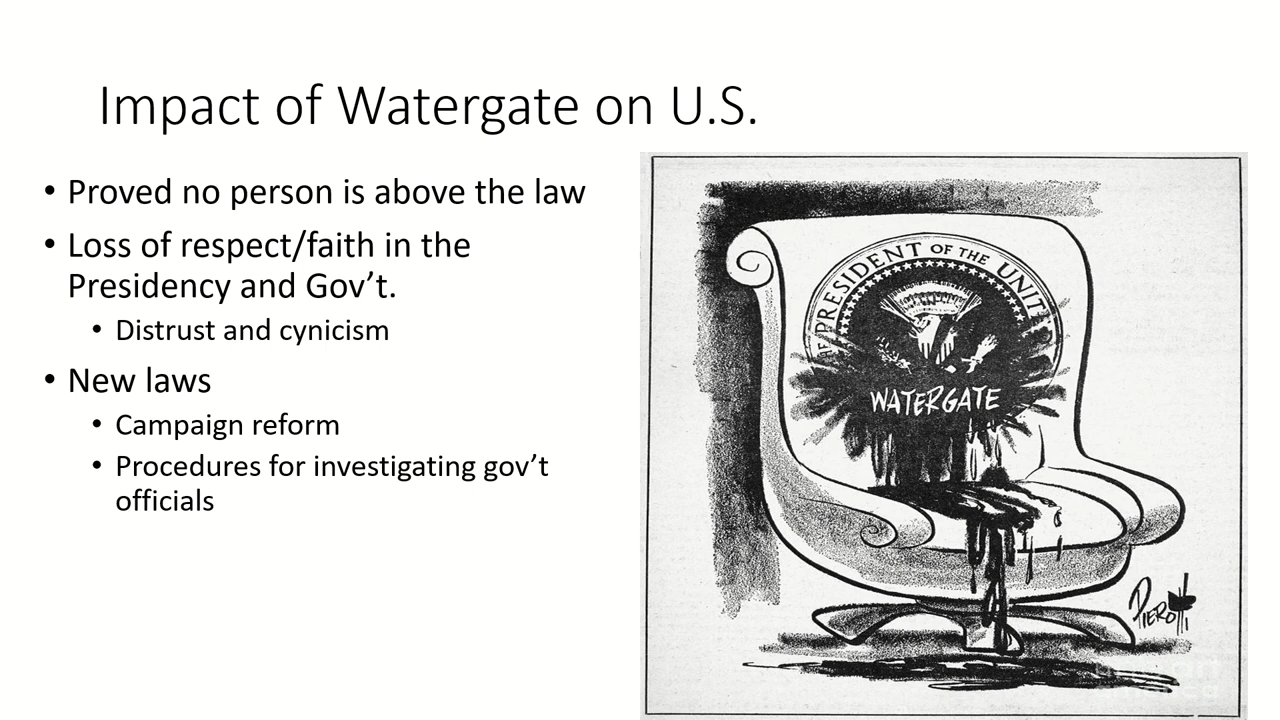 Impact of Watergate on U.S.
• Proved no person is above the law
• Loss of respect/faith in the
Presidency and Gov’t.
• Distrust and cynicism
• New laws
• Campaign reform
• Procedures for investigating gov’t
officials
PRESIDENT OF THE UNIT
WATERGATE
PIEROTTI